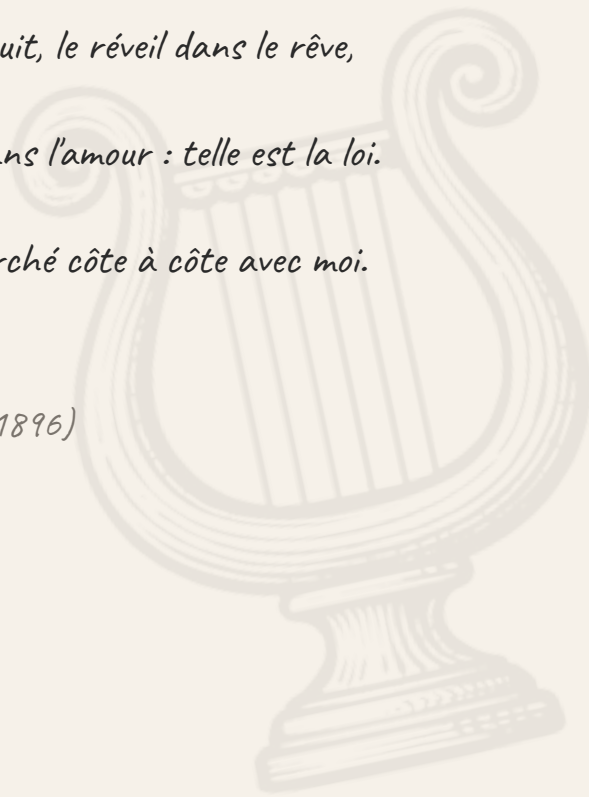 uit, le réveil dans le rêve,
ns l'amour : telle est la loi.
rché côte à côte avec moi.
1896)